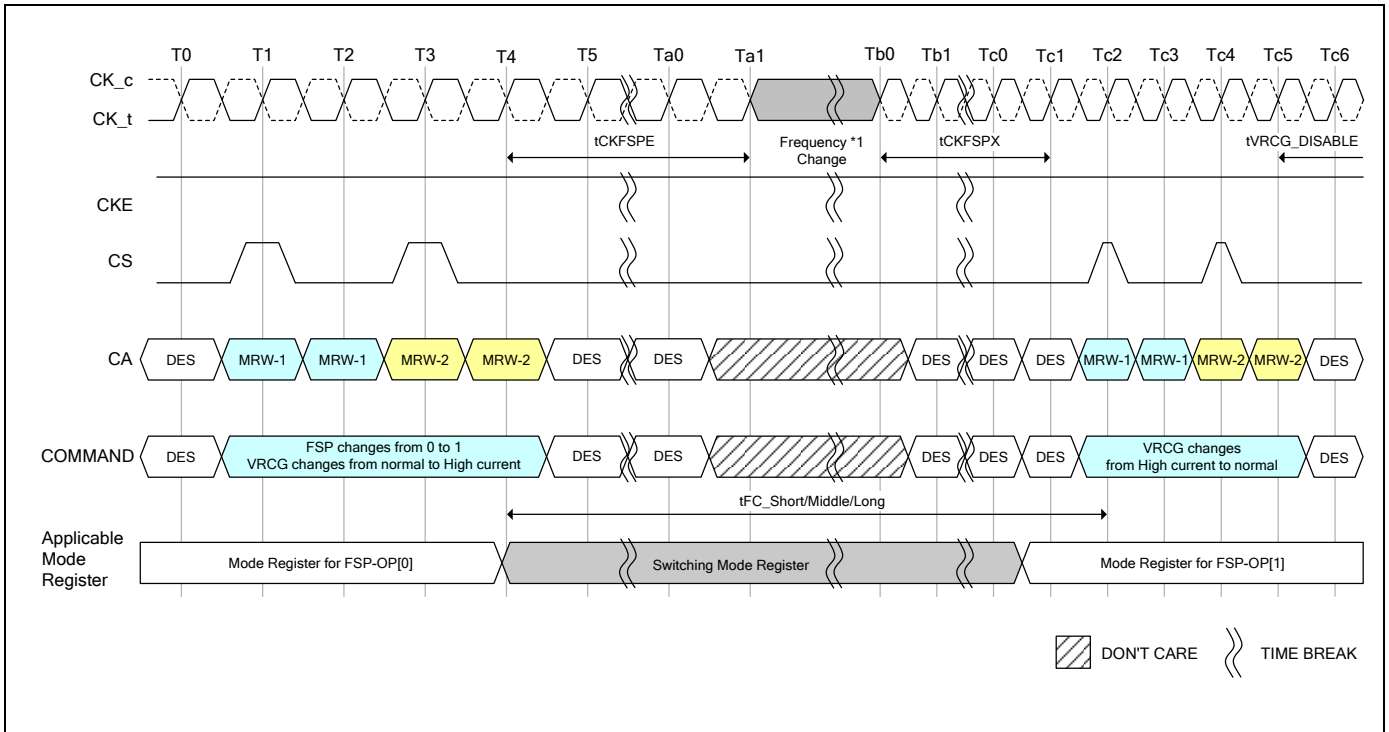 T0 T1 T2 T3 T4 T5 Ta0 Ta1 Tb0 Tb1 Tc0 Tc1 Tc2 Tc3 Tc4 Tc5 Tc6
CK_c
CK_t
tCKFSPE
Frequency *1
Change
tCKFSPX
tVRCG_DISABLE
CKE
CS
CA DES MRW-1 MRW-1 MRW-2 MRW-2 DES DES DES DES DES MRW-1 MRW-1 MRW-2 MRW-2 DES
COMMAND DES
FSP changes from 0 to 1
VRCG changes from normal to High current
DES DES DES DES DES
VRCG changes
from High current to normal
DES
tFC_Short/Middle/Long
Applicable
Mode
Register
Mode Register for FSP-OP[0] Switching Mode Register Mode Register for FSP-OP[1]
DON'T CARE TIME BREAK